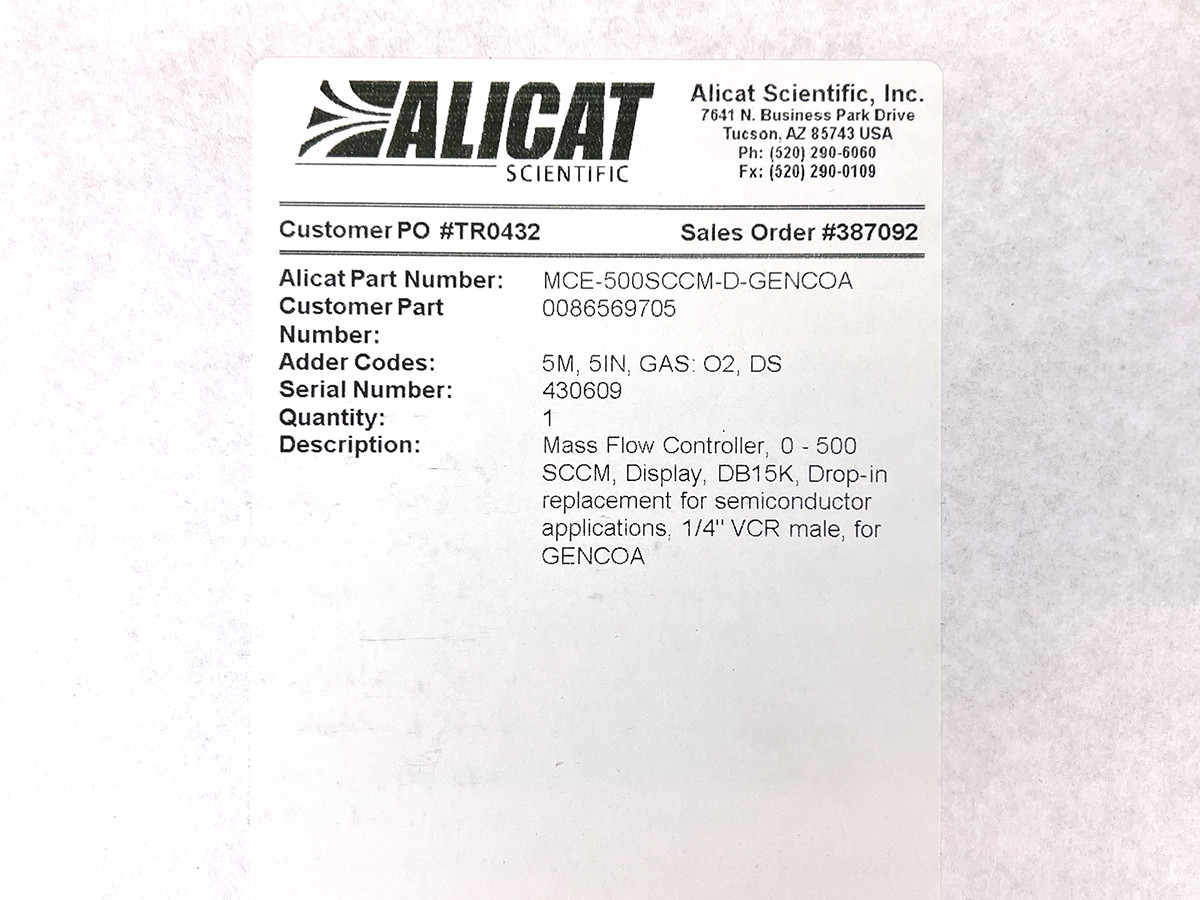 ALICAT
SCIENTIFIC
Alicat Scientific, Inc.
7641 N. Business Park Drive
Tucson, AZ 85743 USA
Ph: (520) 290-6060
Fx: (520) 290-0109
Customer PO #TR0432 Sales Order #387092
Alicat Part Number: MCE-500SCCM-D-GENCOA
Customer Part 0086569705
Number:
Adder Codes: 5M, 5IN, GAS: O2, DS
Serial Number: 430609
Quantity: 1
Description: Mass Flow Controller, 0 - 500
SCCM, Display, DB15K, Drop-in
replacement for semiconductor
applications, 1/4" VCR male, for
GENCOA